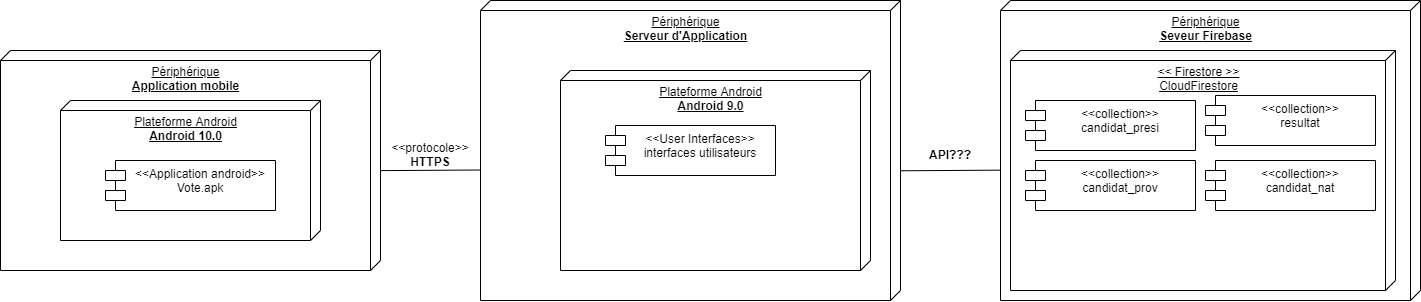 Périphérique
Application mobile
Plateforme Android
Android 10.0
<<Application android>>
Vote.apk
<<protocole>>
HTTPS
Périphérique
Serveur d'Application
Plateforme Android
Android 9.0
<<User Interfaces>>
interfaces utilisateurs
API???
Périphérique
Seveur Firebase
<< Firestore >>
CloudFirestore
<<collection>>
candidat_presi
<<collection>>
resultat
<<collection>>
candidat_prov
<<collection>>
candidat_nat